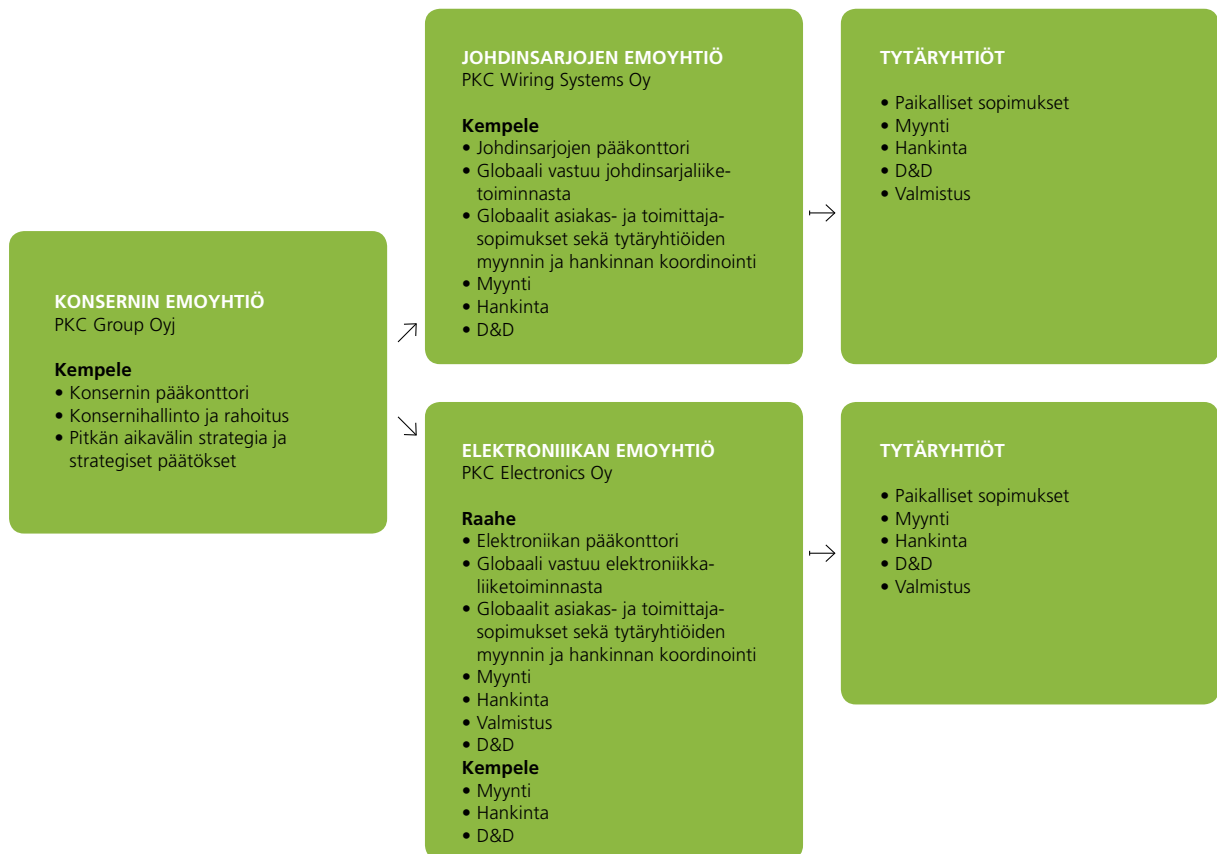 KONSERNIN EMOYHTIÖ
PKC Group Oyj
Kempele
• Konsernin pääkonttori
• Konsernihallinto ja rahoitus
• Pitkän aikavälin strategia ja
strategiset päätökset
JOHDINSARJOJEN EMOYHTIÖ
PKC Wiring Systems Oy
Kempele
• Johdinsarjojen pääkonttori
• Globaali vastuu johdinsarjaliike-
toiminnasta
• Globaalit asiakas- ja toimittaja-
sopimukset sekä tytäryhtiöiden
myynnin ja hankinnan koordinointi
• Myynti
• Hankinta
• D&D
TYTÄRYHTIÖT
• Paikalliset sopimukset
• Myynti
• Hankinta
• D&D
• Valmistus
ELEKTRONIIIKAN EMOYHTIÖ
PKC Electronics Oy
Raahe
• Elektroniikan pääkonttori
• Globaali vastuu elektroniikka-
liiketoiminnasta
• Globaalit asiakas- ja toimittaja-
sopimukset sekä tytäryhtiöiden
myynnin ja hankinnan koordinointi
• Myynti
• Hankinta
• Valmistus
• D&D
Kempele
• Myynti
• Hankinta
• D&D
TYTÄRYHTIÖT
• Paikalliset sopimukset
• Myynti
• Hankinta
• D&D
• Valmistus